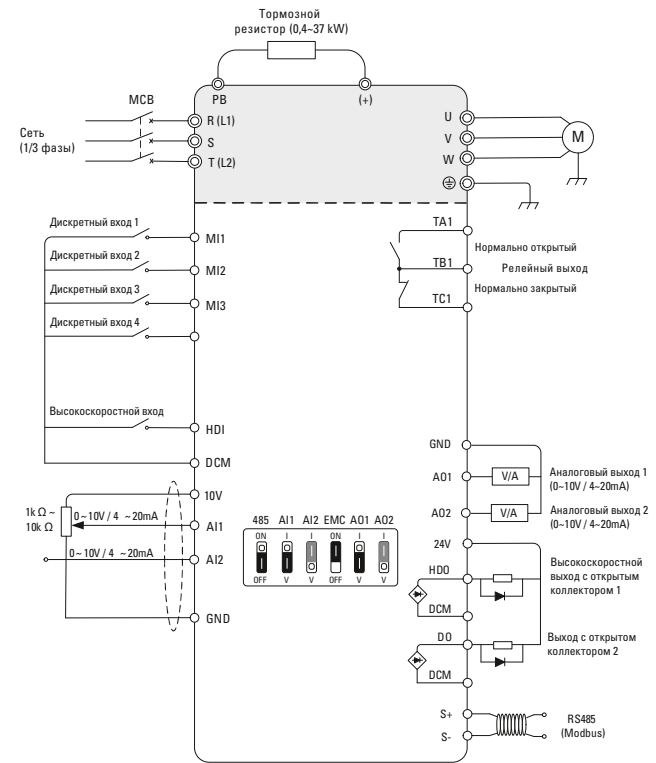 Тормозной
резистор (0,4~37 kW)
PB
(+)
MCB
Сеть
(1/3 фазы)
R (L1)
S
T (L2)
U
V
W
M
Дискретный вход 1
MI1
Дискретный вход 2
MI2
Дискретный вход 3
MI3
Дискретный вход 4
Высокоскоростной вход
HDI
DCM
TA1
Нормально открытый
TB1
Релейный выход
Нормально закрытый
TC1
10V
1k Ω ~
10k Ω
0~10V / 4 ~20mA
AI1
0~10V / 4 ~20mA
AI2
GND
485 AI1 AI2 EMC AO1 AO2
ON I I ON I I
OFF V V OFF V V
GND
AO1
V/A
Аналоговый выход 1
(0~10V / 4~20mA)
AO2
V/A
Аналоговый выход 2
(0~10V / 4~20mA)
24V
HDO
Высокоскоростной
выход с открытым
коллектором 1
DCM
DO
Выход с открытом
коллектором 2
DCM
S+
S-
RS485
(Modbus)